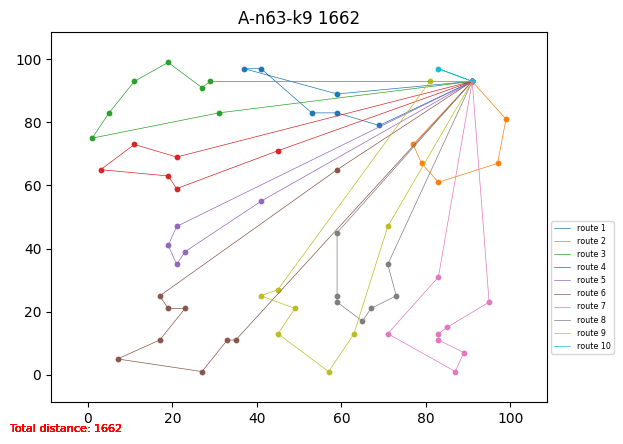 A-n63-k9 1662
100
80
60
40
20
0
0 20 40 60 80 100
route 1
route 2
route 3
route 4
route 5
route 6
route 7
route 8
route 9
route 10
Total distance: 1662